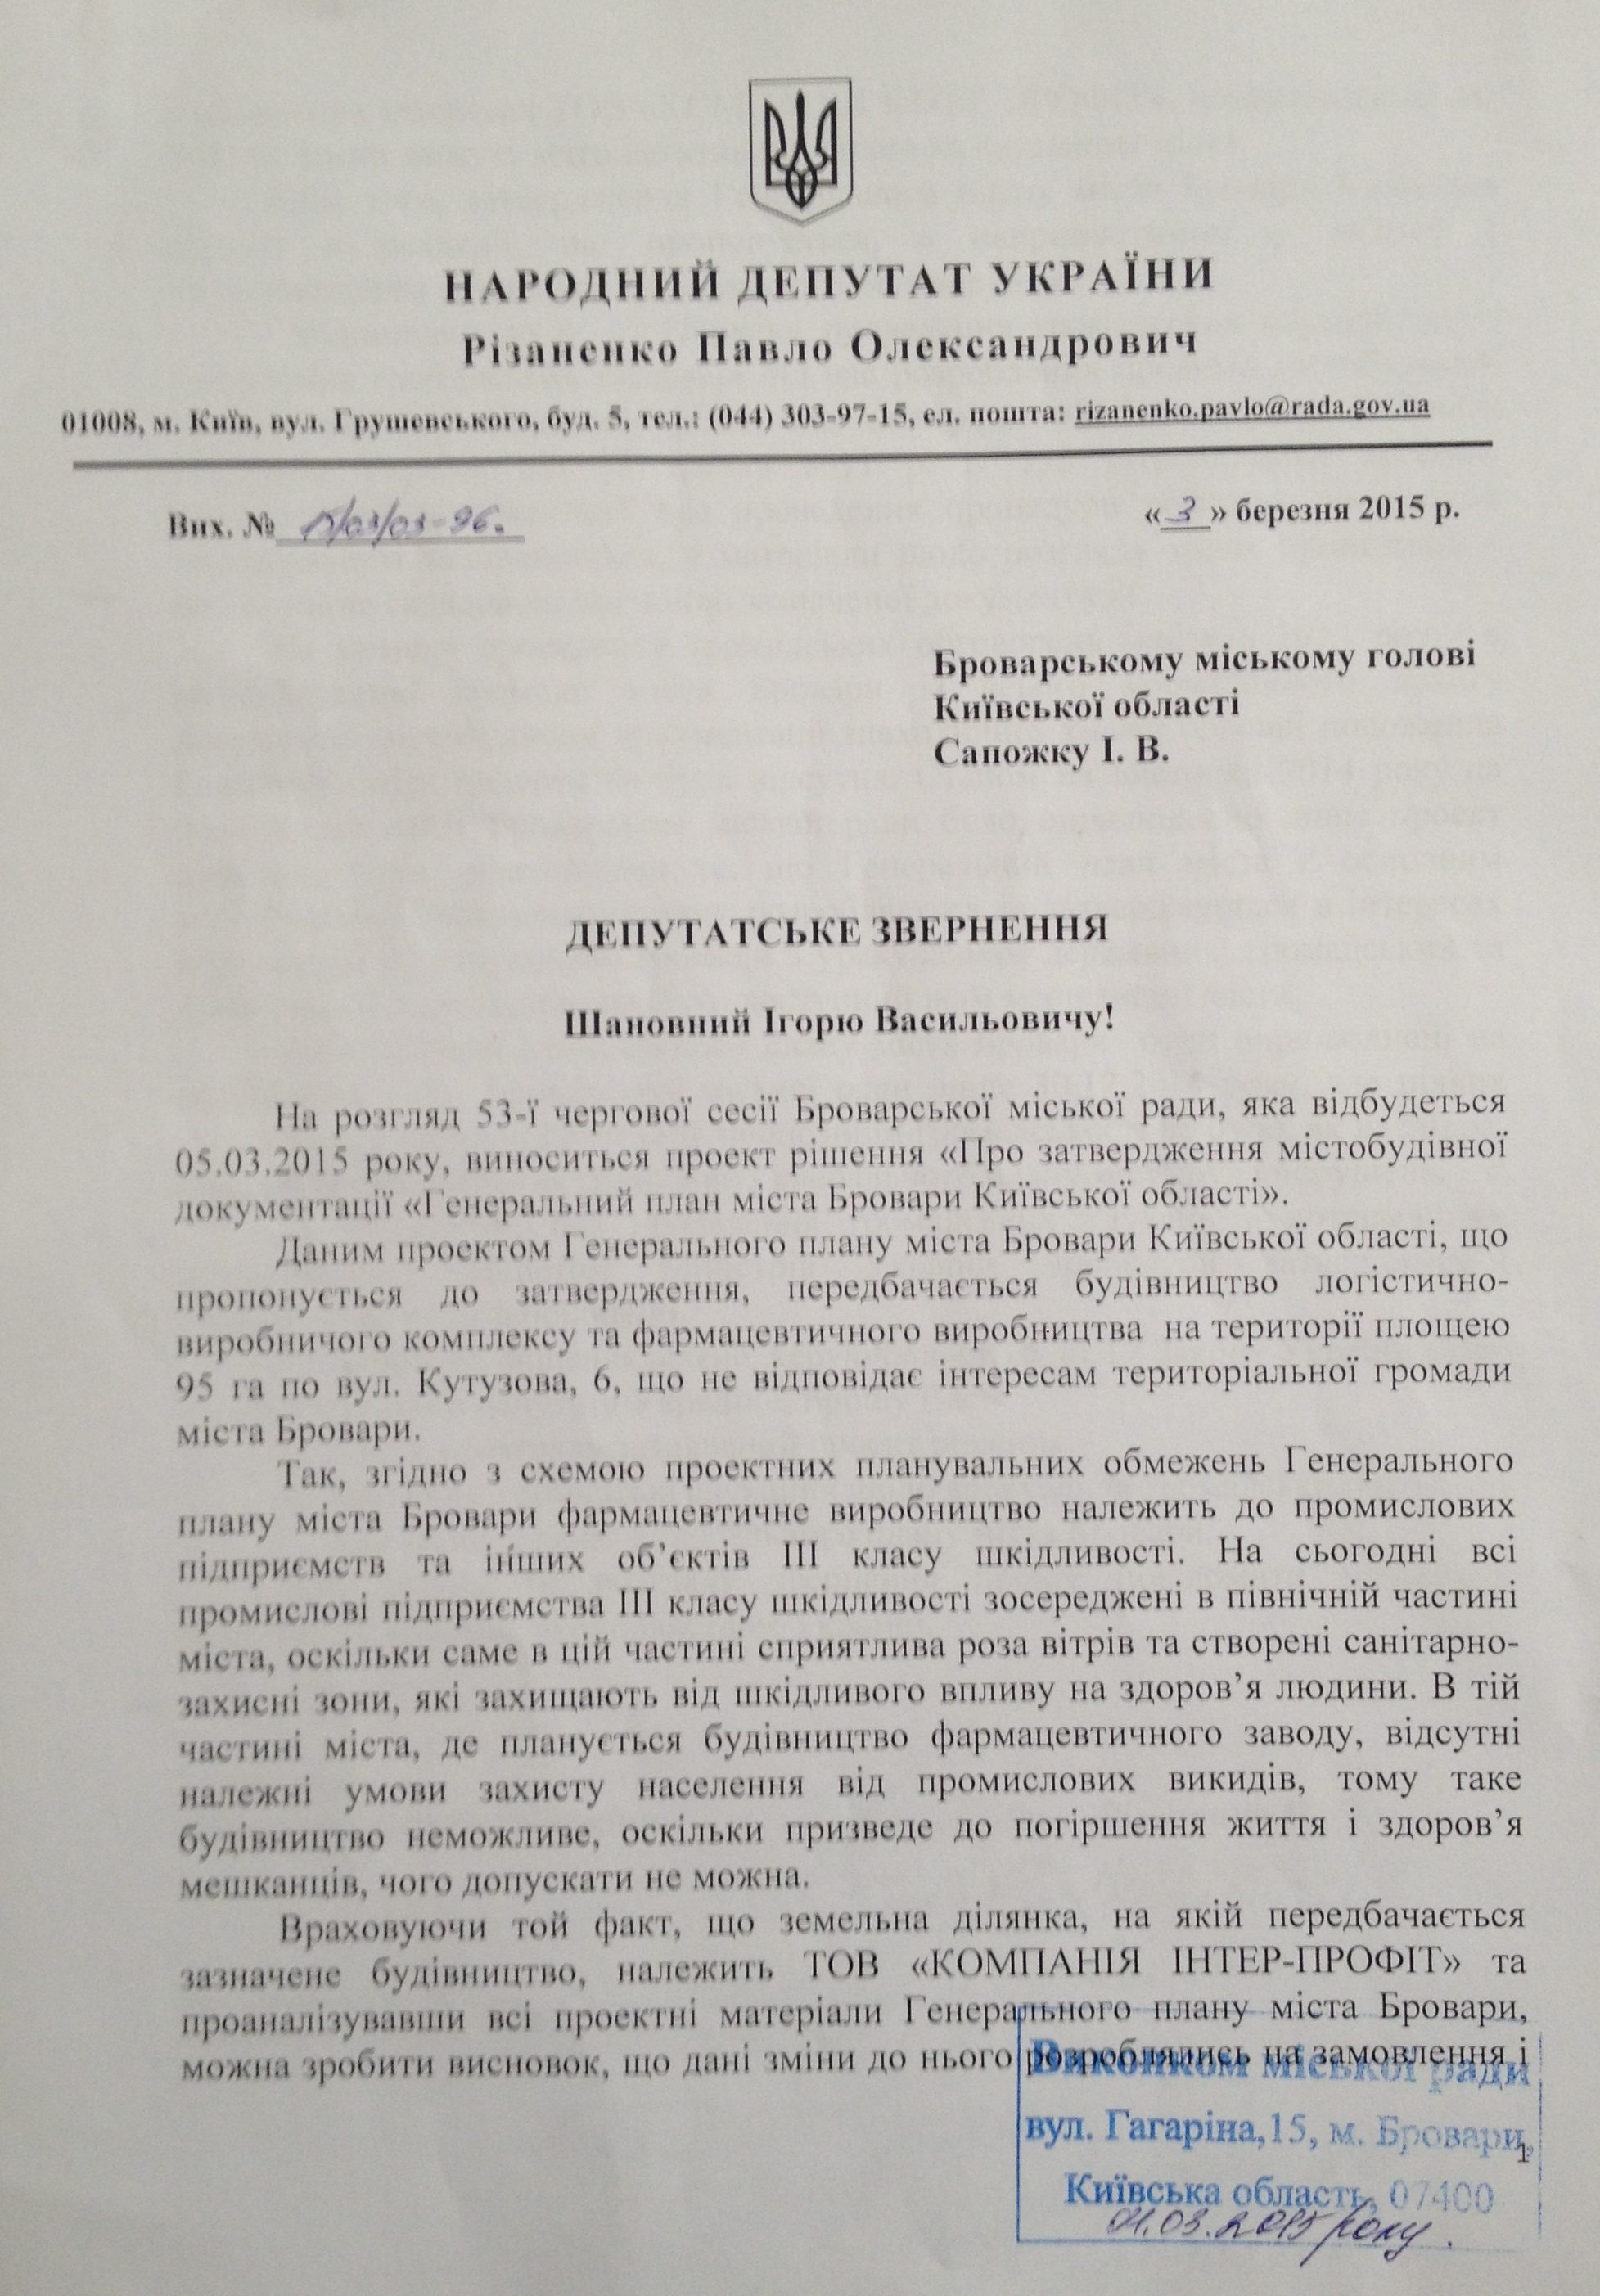 НАРОДНИЙ ДЕПУТАТ УКРАЇНИ
Різаненко Павло Олександрович
01008, м. Київ, вул. Грушевського, буд. 5, тел.: (044) 303-97-15, ел. пошта: rizanenko.pavlo@rada.gov.ua
Вих. № 15/03/03-96.
«3» березня 2015 р.
Броварському міському голові
Київської області
Сапожку І. В.
ДЕПУТАТСЬКЕ ЗВЕРНЕННЯ
Шановний Ігорю Васильовичу!
На розгляд 53-ї чергової сесії Броварської міської ради, яка відбудеться
05.03.2015 року, виноситься проект рішення «Про затвердження містобудівної
документації «Генеральний план міста Бровари Київської області».
Даним проектом Генерального плану міста Бровари Київської області, що
пропонується до затвердження, передбачається будівництво логістично-
виробничого комплексу та фармацевтичного виробництва на території площею
95 га по вул. Кутузова, 6, що не відповідає інтересам територіальної громади
міста Бровари.
Так, згідно з схемою проектних планувальних обмежень Генерального
плану міста Бровари фармацевтичне виробництво належить до промислових
підприємств та інших об’єктів ІІІ класу шкідливості. На сьогодні всі
промислові підприємства ІІІ класу шкідливості зосереджені в північній частині
міста, оскільки саме в цій частині сприятлива роза вітрів та створені санітарно-
захисні зони, які захищають від шкідливого впливу на здоров’я людини. В тій
частині міста, де планується будівництво фармацевтичного заводу, відсутні
належні умови захисту населення від промислових викидів, тому таке
будівництво неможливе, оскільки призведе до погіршення життя і здоров’я
мешканців, чого допускати не можна.
Враховуючи той факт, що земельна ділянка, на якій передбачається
зазначене будівництво, належить ТОВ «КОМПАНІЯ ІНТЕР-ПРОФІТ» та
проаналізувавши всі проектні матеріали Генерального плану міста Бровари,
можна зробити висновок, що дані зміни до нього розроблялись на замовлення і
Виконком міської ради
вул. Гагаріна,15, м. Бровари,
1
Київська область, 07400
04.03.2015 року.